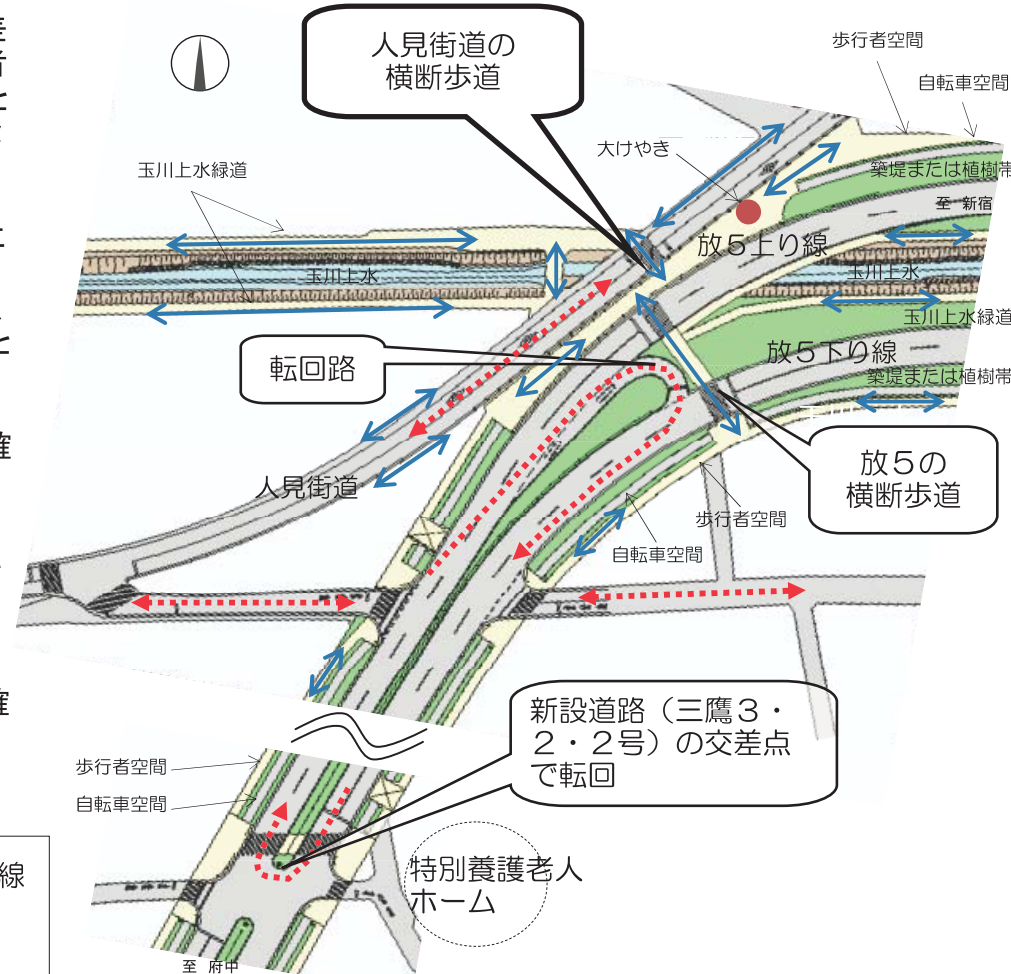 人見街道の
横断歩道
歩行者空間
自転車空間
大けやき
玉川上水緑道
築堤または植樹帯
至 新宿
放5上り線
玉川上水
玉川上水
玉川上水緑道
転回路
放5下り線
築堤または植樹帯
確
放5の
横断歩道
人見街道
歩行者空間
自転車空間
新設道路（三鷹3・
2・2号）の交差点
で転回
歩行者空間
自転車空間
線
特別養護老人
ホーム
至 府中